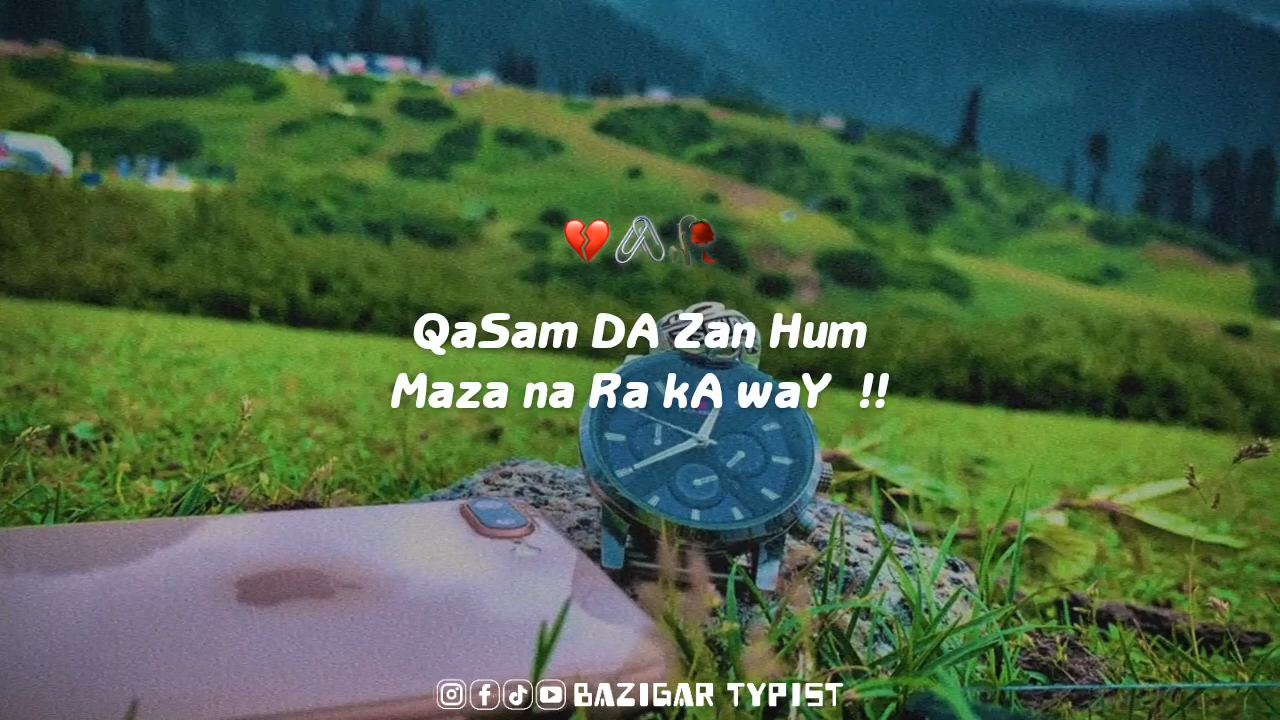 💔🖇️🥀
QaSam DA Zan Hum
Maza na Ra kA waY !!
BAZIGAR TYPIST